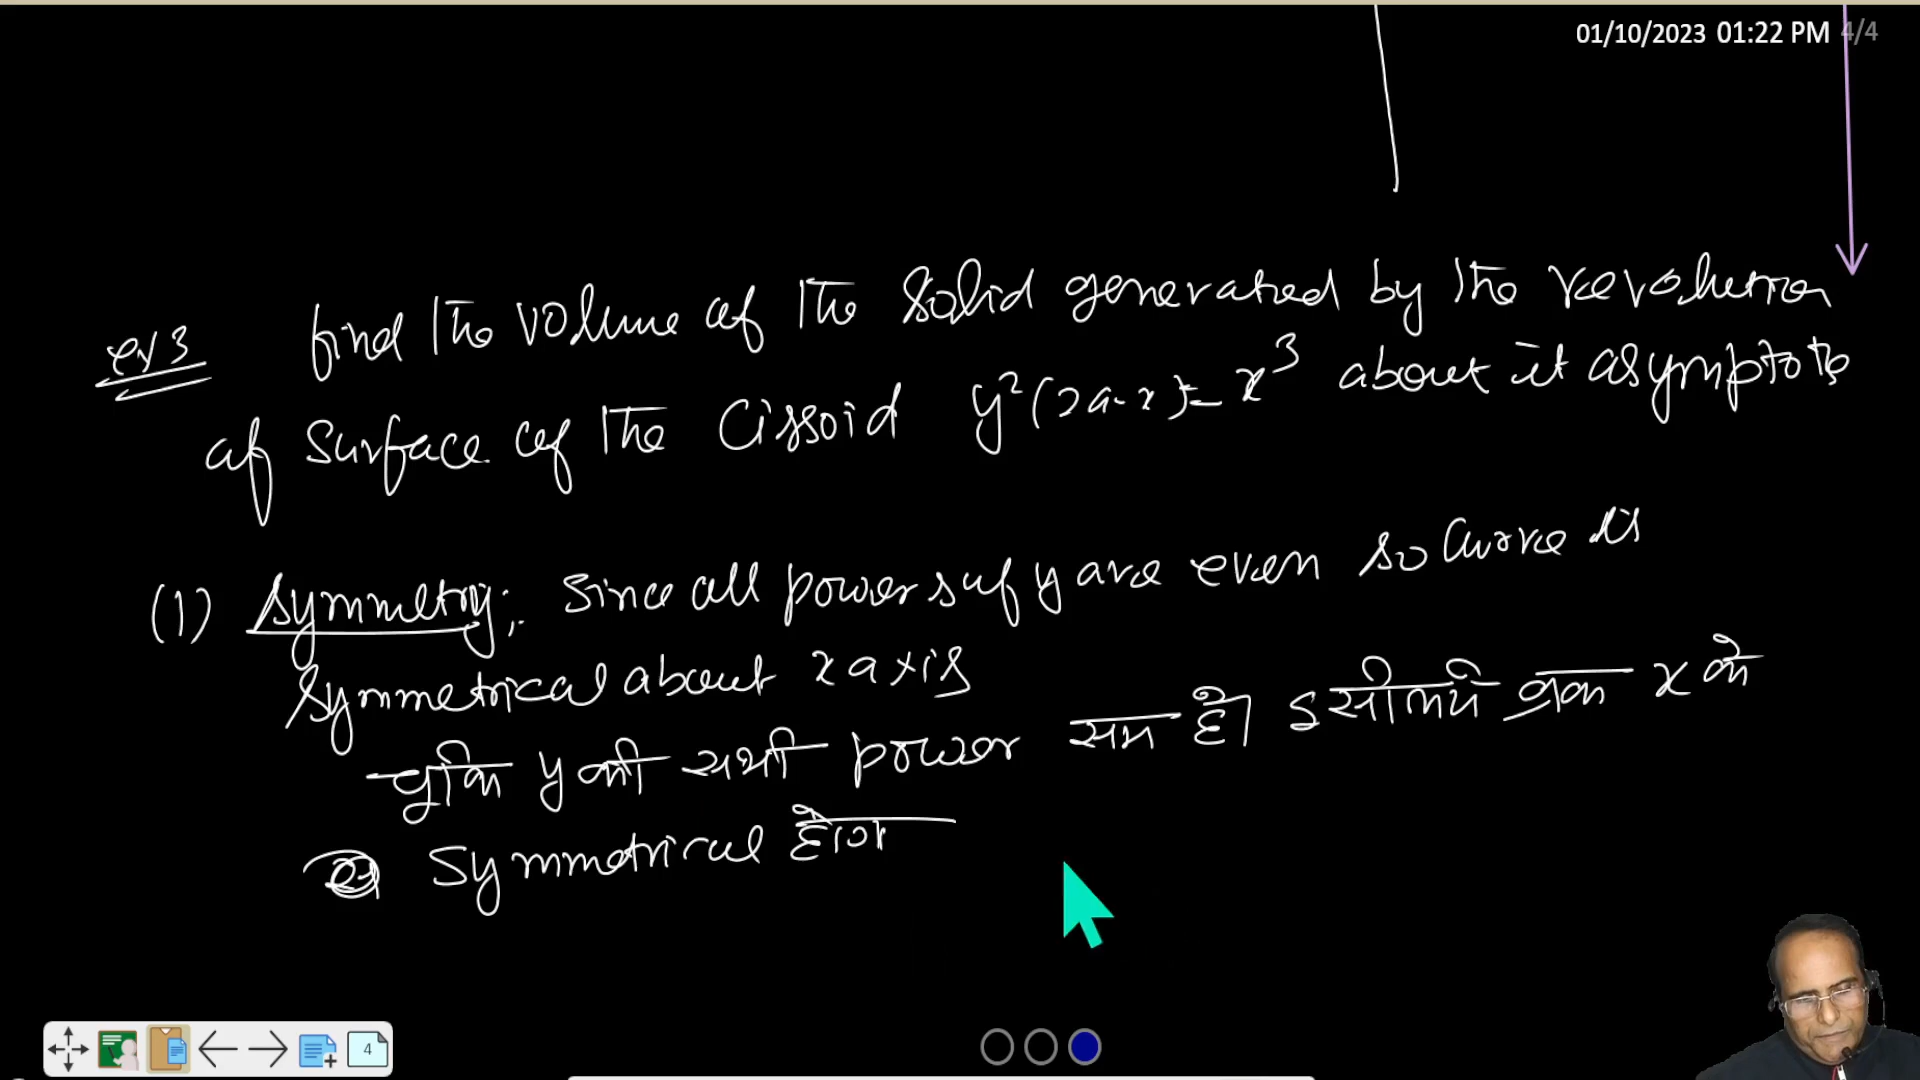 01/10/2023 01:22 PM 4/4
ex 3 find the volume of the solid generated by the revolution
of surface of the Cissoid y²(2a-x)=x³ about it asymptote
(1) Symmetry:- Since all powers of y are even so Curve is
Symmetrical about x axis
चूंकि y की सभी power सम है। इसीलिये वक्र x के
Symmetrical होगा
4